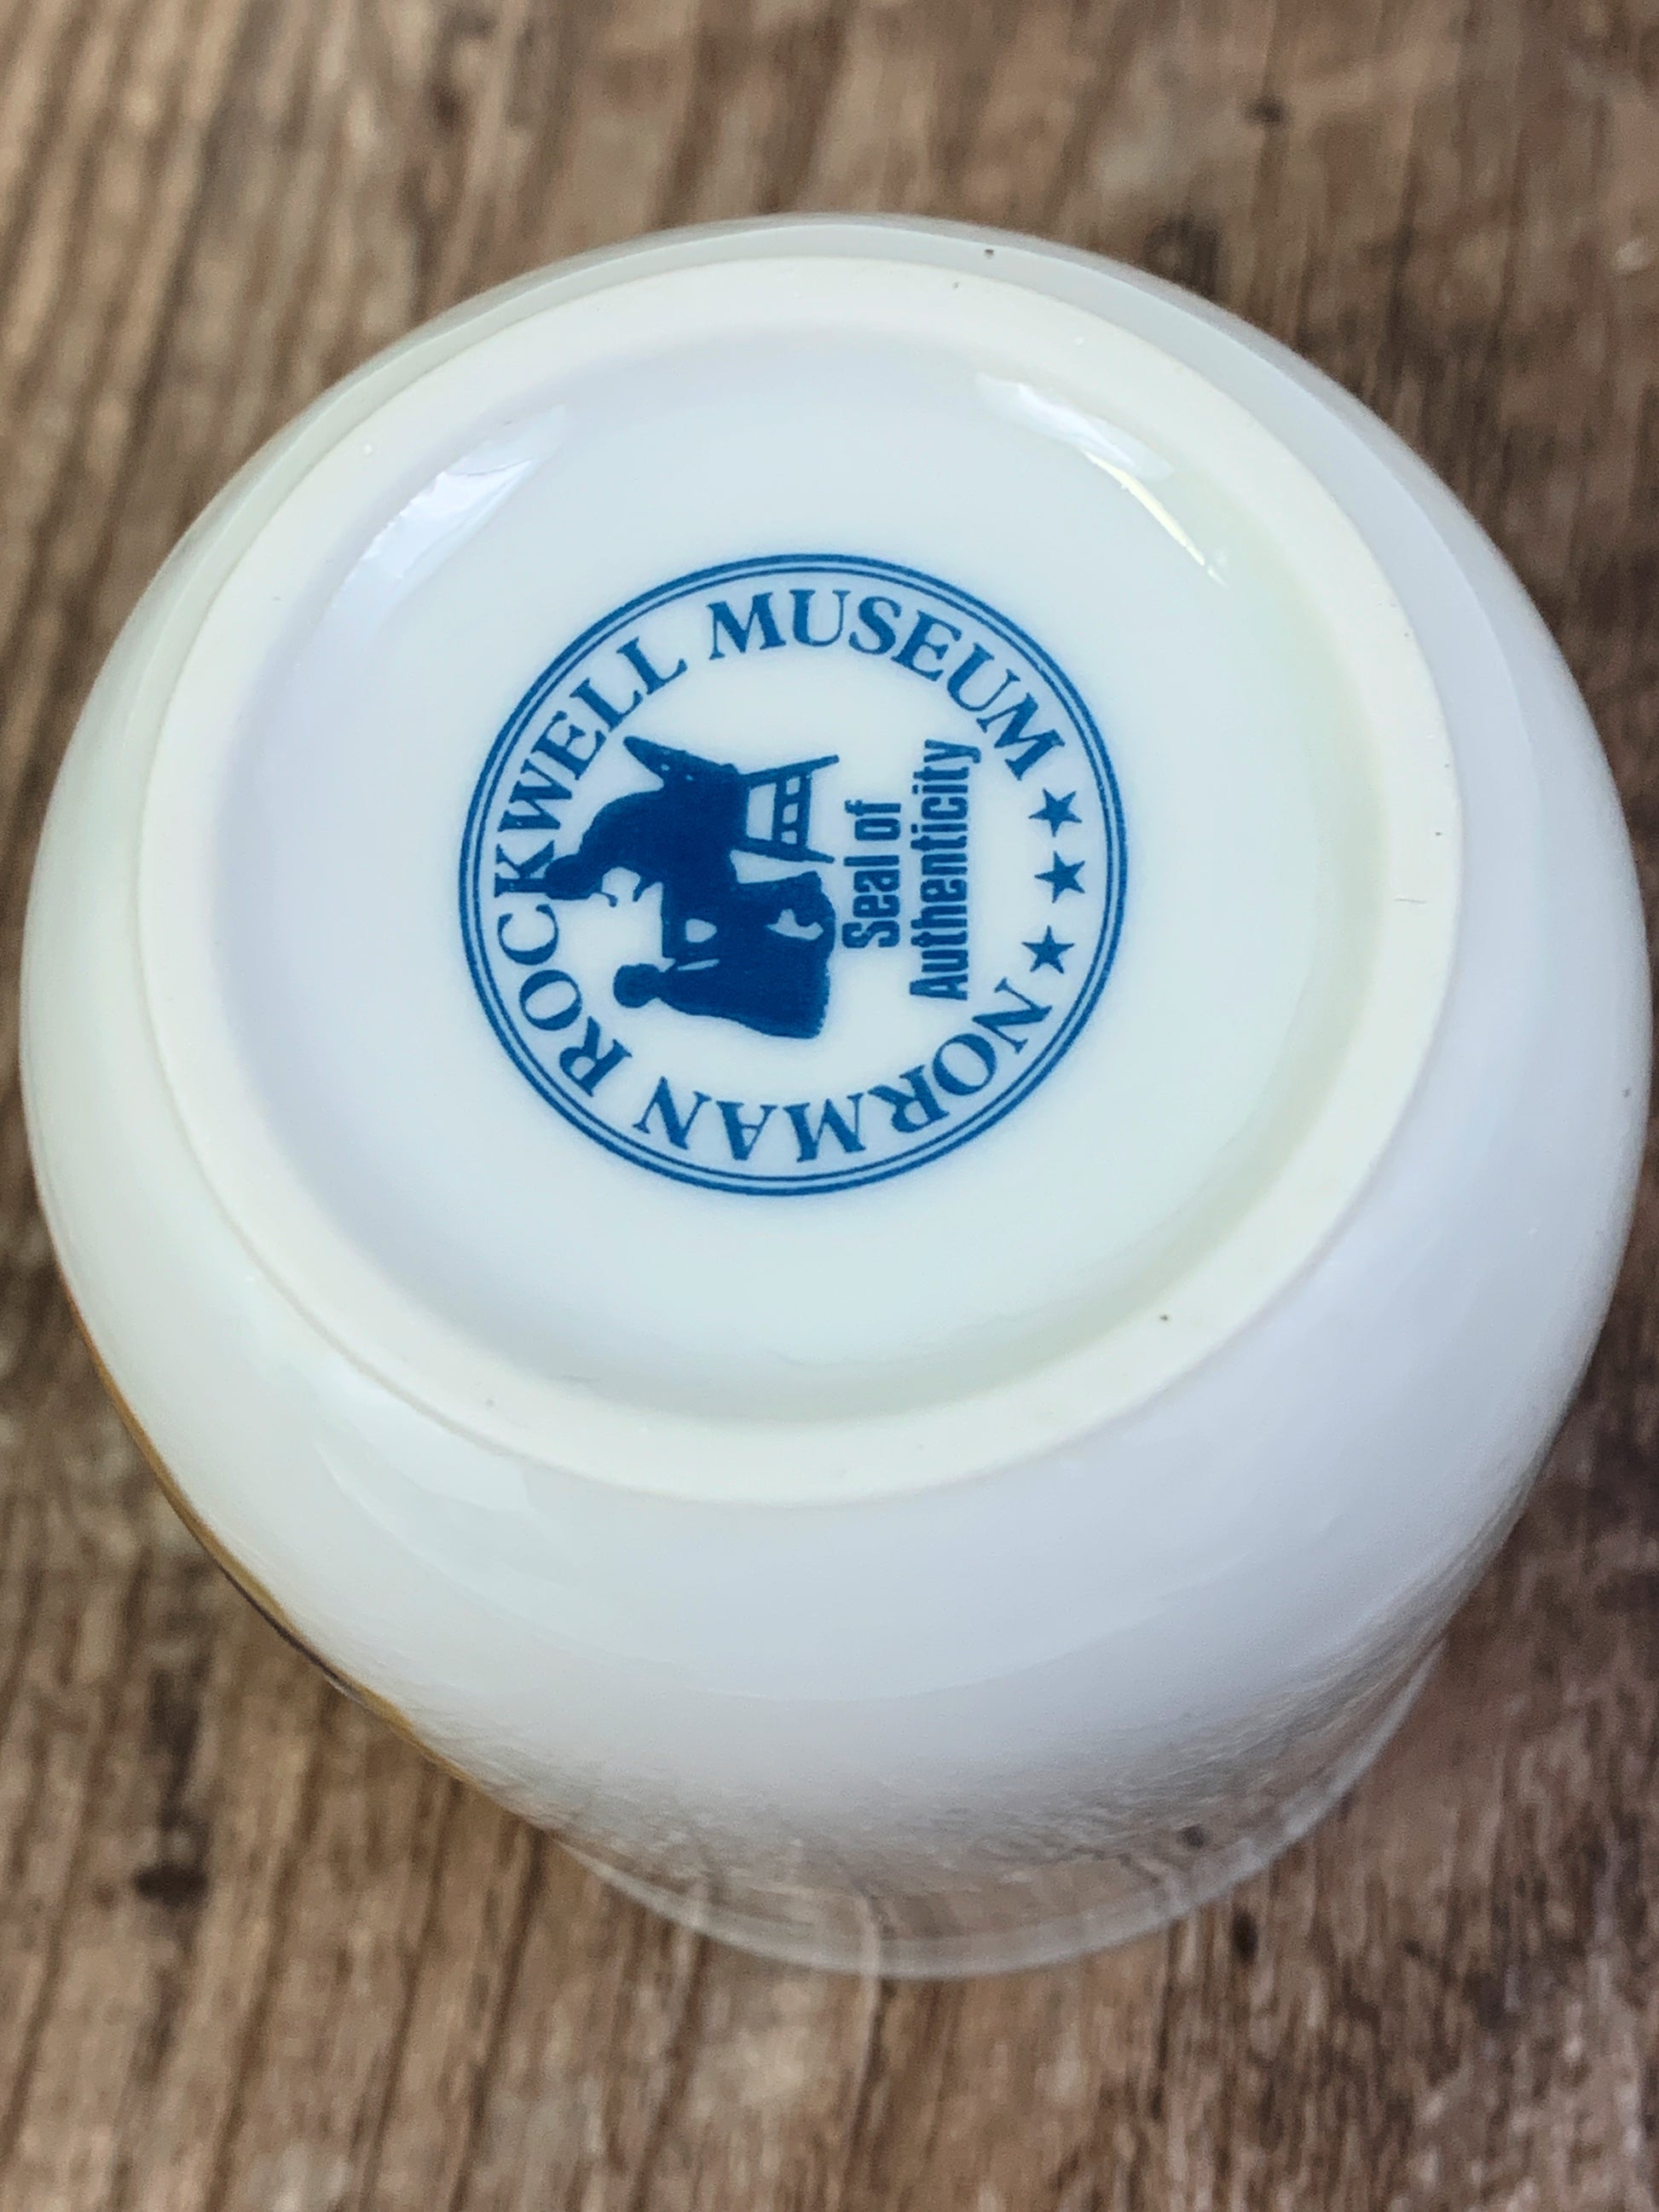 NORMAN ROCKWELL MUSEUM
Seal of
Authenticity